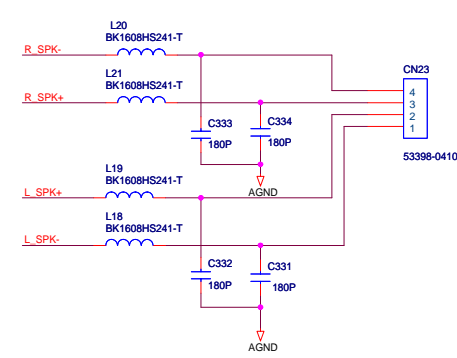 L20
BK1608HS241-T
R_SPK-
L21
BK1608HS241-T
R_SPK+
CN23
4
3
2
1
53398-0410
C333
180P
C334
180P
AGND
L19
BK1608HS241-T
L_SPK+
L18
BK1608HS241-T
L_SPK-
C332
180P
C331
180P
AGND